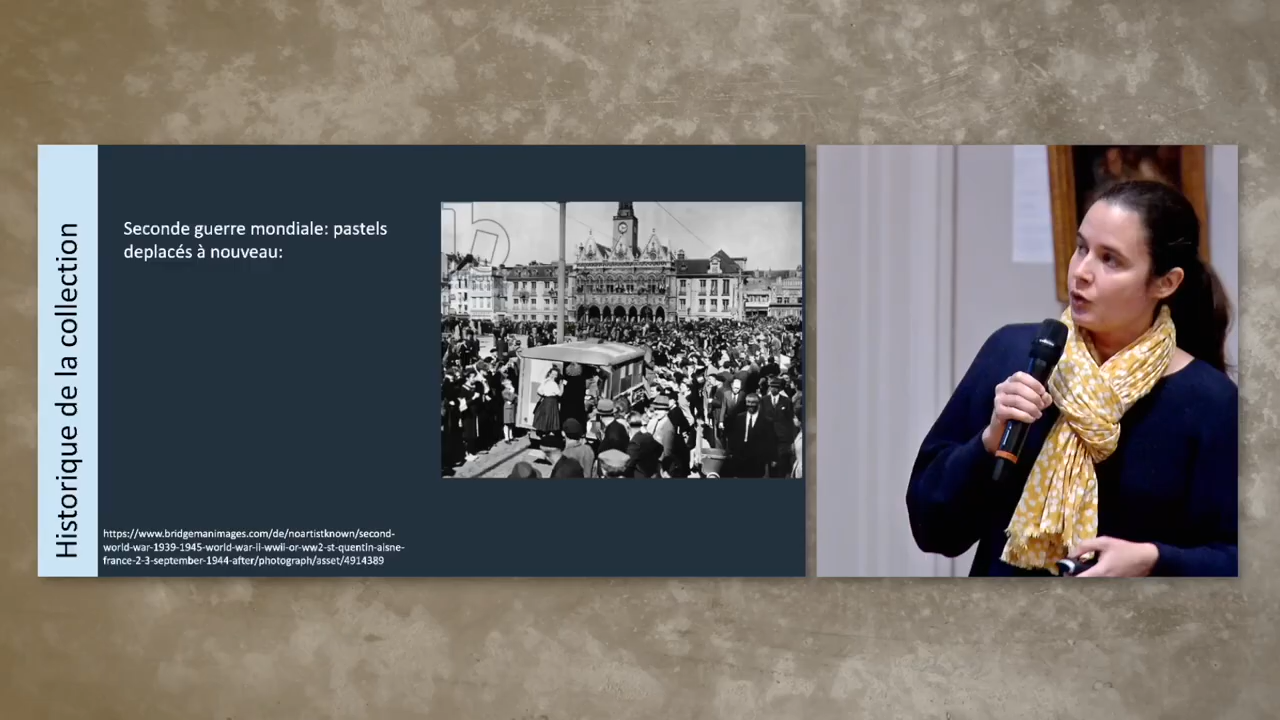 Historique de la collection
Seconde guerre mondiale: pastels
deplacés à nouveau:
https://www.bridgemanimages.com/de/noartistknown/second-
world-war-1939-1945-world-war-ii-wwii-or-ww2-st-quentin-aisne-
france-2-3-september-1944-after/photograph/asset/4914389